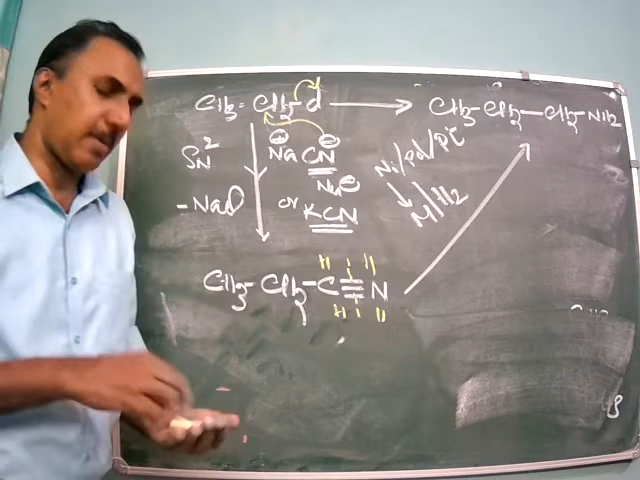 CH₃-CH₂-Cl ⟶ CH₃-CH₂-CH₂-NH₂
SN² Na CN
-NaCl or KCN
Nu⊖
Ni/Pd/Pt
M/H₂
CH₃-CH₂-C≡N
H H
H H